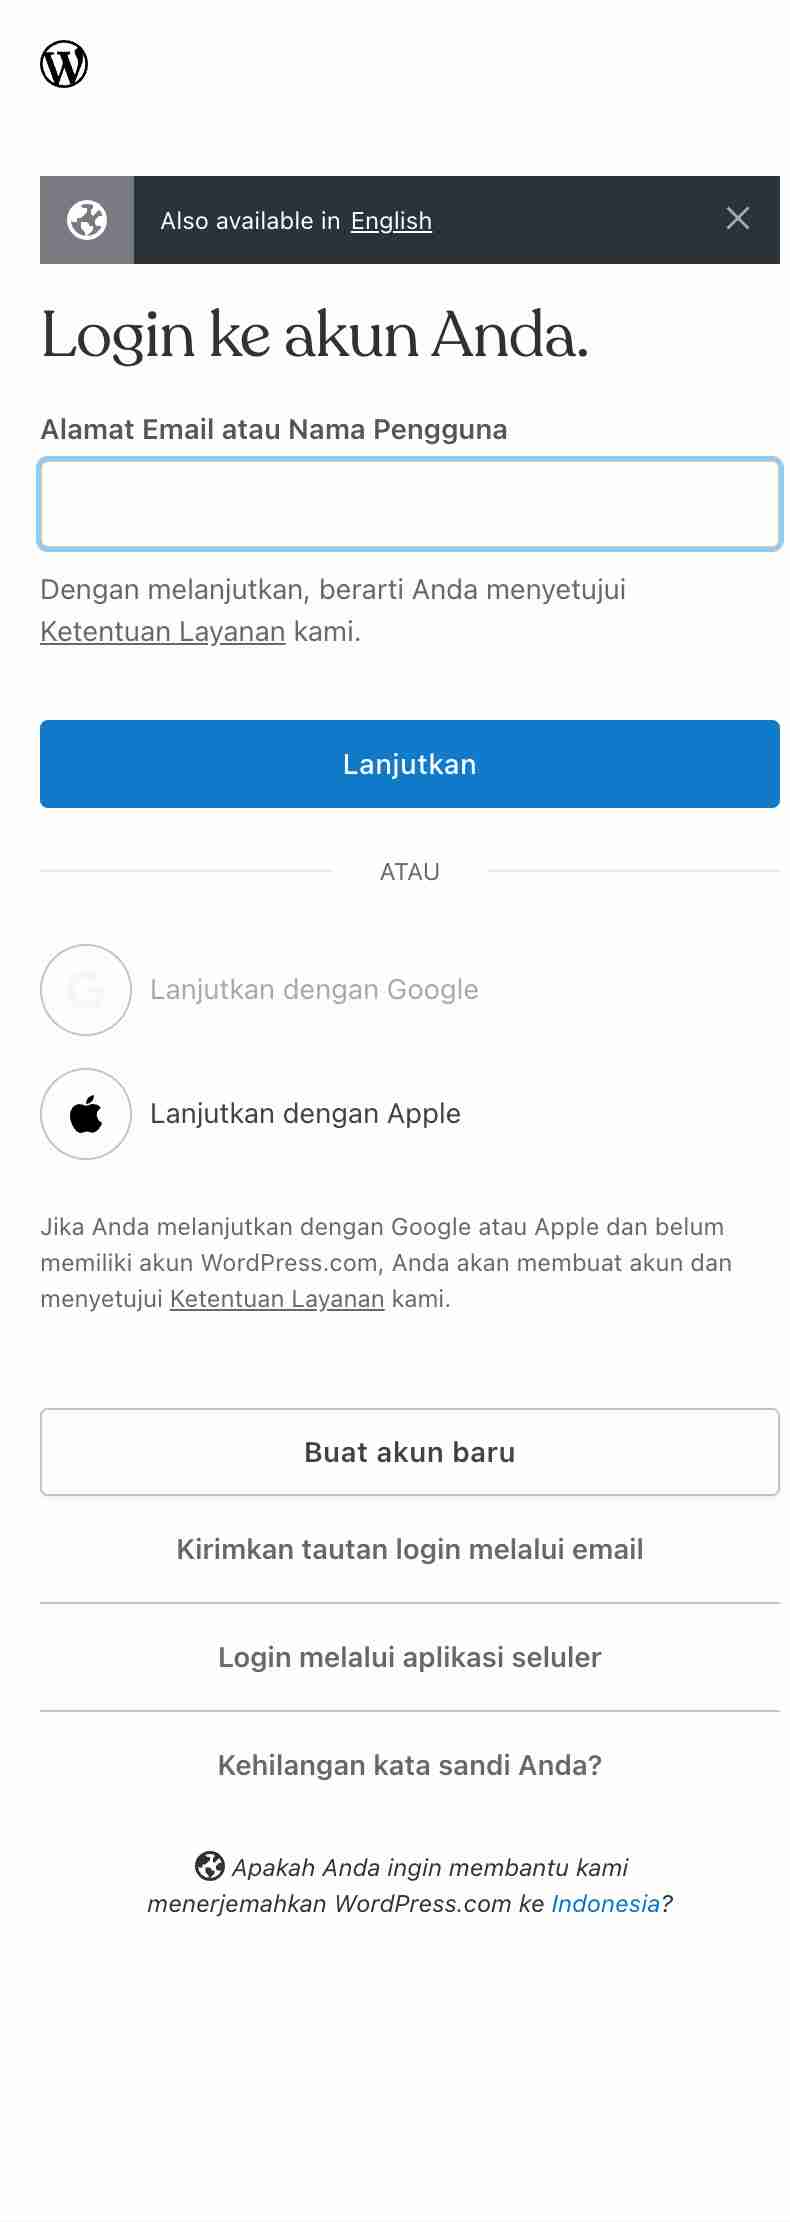 Also available in English
Login ke akun Anda.
Alamat Email atau Nama Pengguna
Dengan melanjutkan, berarti Anda menyetujui
Ketentuan Layanan kami.
Lanjutkan
ATAU
Lanjutkan dengan Google
Lanjutkan dengan Apple
Jika Anda melanjutkan dengan Google atau Apple dan belum
memiliki akun WordPress.com, Anda akan membuat akun dan
menyetujui Ketentuan Layanan kami.
Buat akun baru
Kirimkan tautan login melalui email
Login melalui aplikasi seluler
Kehilangan kata sandi Anda?
Apakah Anda ingin membantu kami
menerjemahkan WordPress.com ke Indonesia?